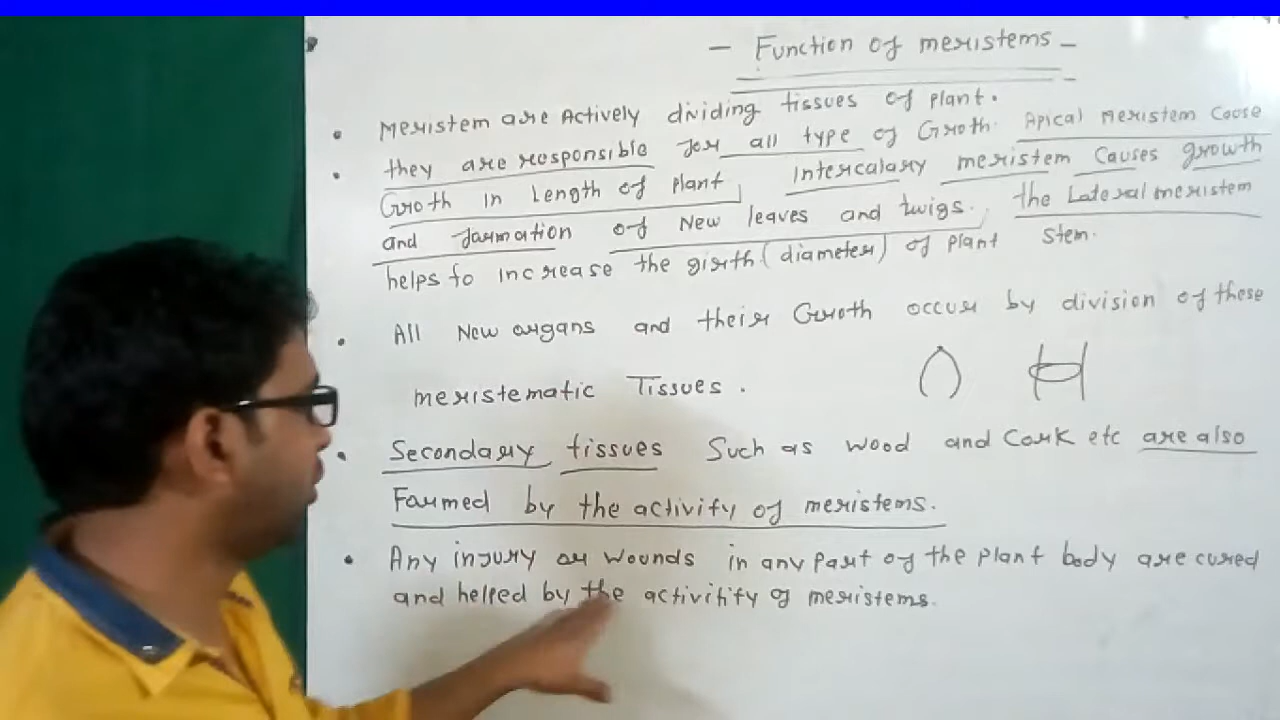 - Function of meristems -
Meristem are Actively dividing tissues of plant.
they are responsible for all type of Groth. Apical meristem Coose
Groth in Length of plant, Intercalary meristem Causes growth
and formation of New leaves and twigs. the Lateral meristem
helps to increase the girth (diameter) of plant stem.
All New organs and their Groth occur by division of these
meristematic Tissues.
Secondary tissues Such as wood and Cork etc are also
Formed by the activity of meristems.
Any injury or wounds in any part of the plant body are cured
and helped by the activitify of meristems.